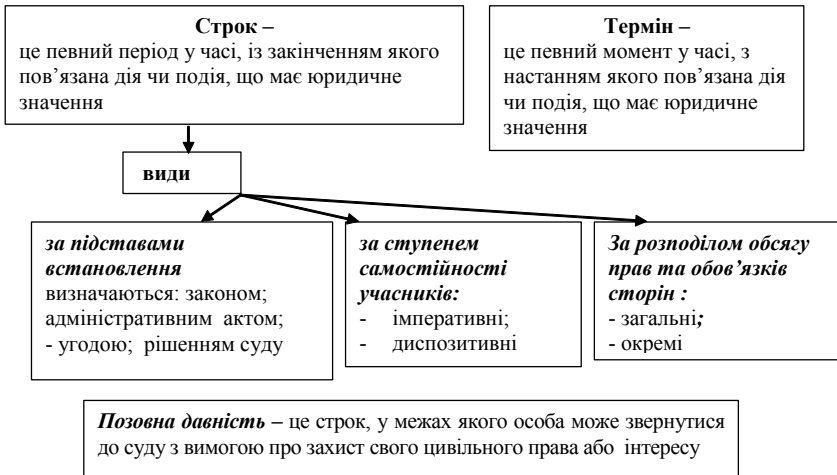 Строк –
це певний період у часі, із закінченням якого
пов’язана дія чи подія, що має юридичне
значення
Термін –
це певний момент у часі, з
настанням якого пов’язана дія
чи подія, що має юридичне
значення
види
за підставами
встановлення
визначаються: законом;
адміністративним актом;
- угодою; рішенням суду
за ступенем
самостійності
учасників:
- імперативні;
- диспозитивні
За розподілом обсягу
прав та обов’язків
сторін :
- загальні;
- окремі
Позовна давність – це строк, у межах якого особа може звернутися
до суду з вимогою про захист свого цивільного права або інтересу